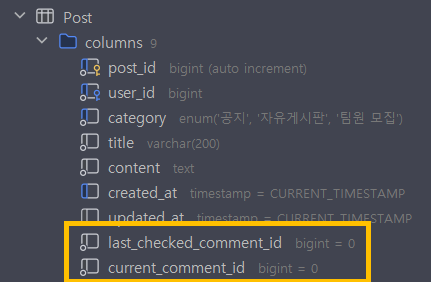 Post
columns 9
post_id bigint (auto increment)
user_id bigint
category enum('공지', '자유게시판', '팀원 모집')
title varchar(200)
content text
created_at timestamp = CURRENT_TIMESTAMP
updated_at timestamp = CURRENT_TIMESTAMP
last_checked_comment_id bigint = 0
current_comment_id bigint = 0